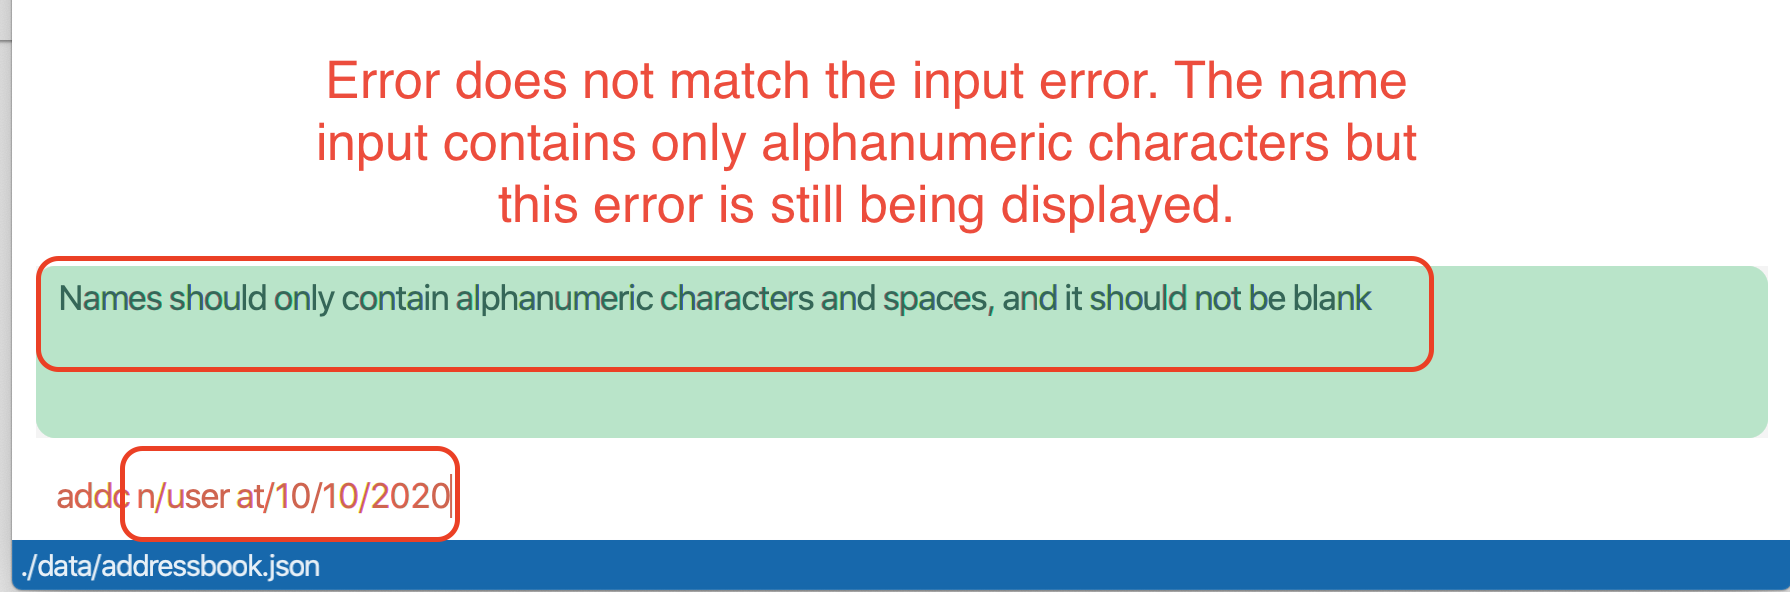 Error does not match the input error. The name
input contains only alphanumeric characters but
this error is still being displayed.
Names should only contain alphanumeric characters and spaces, and it should not be blank
addc n/user at/10/10/2020
./data/addressbook.json